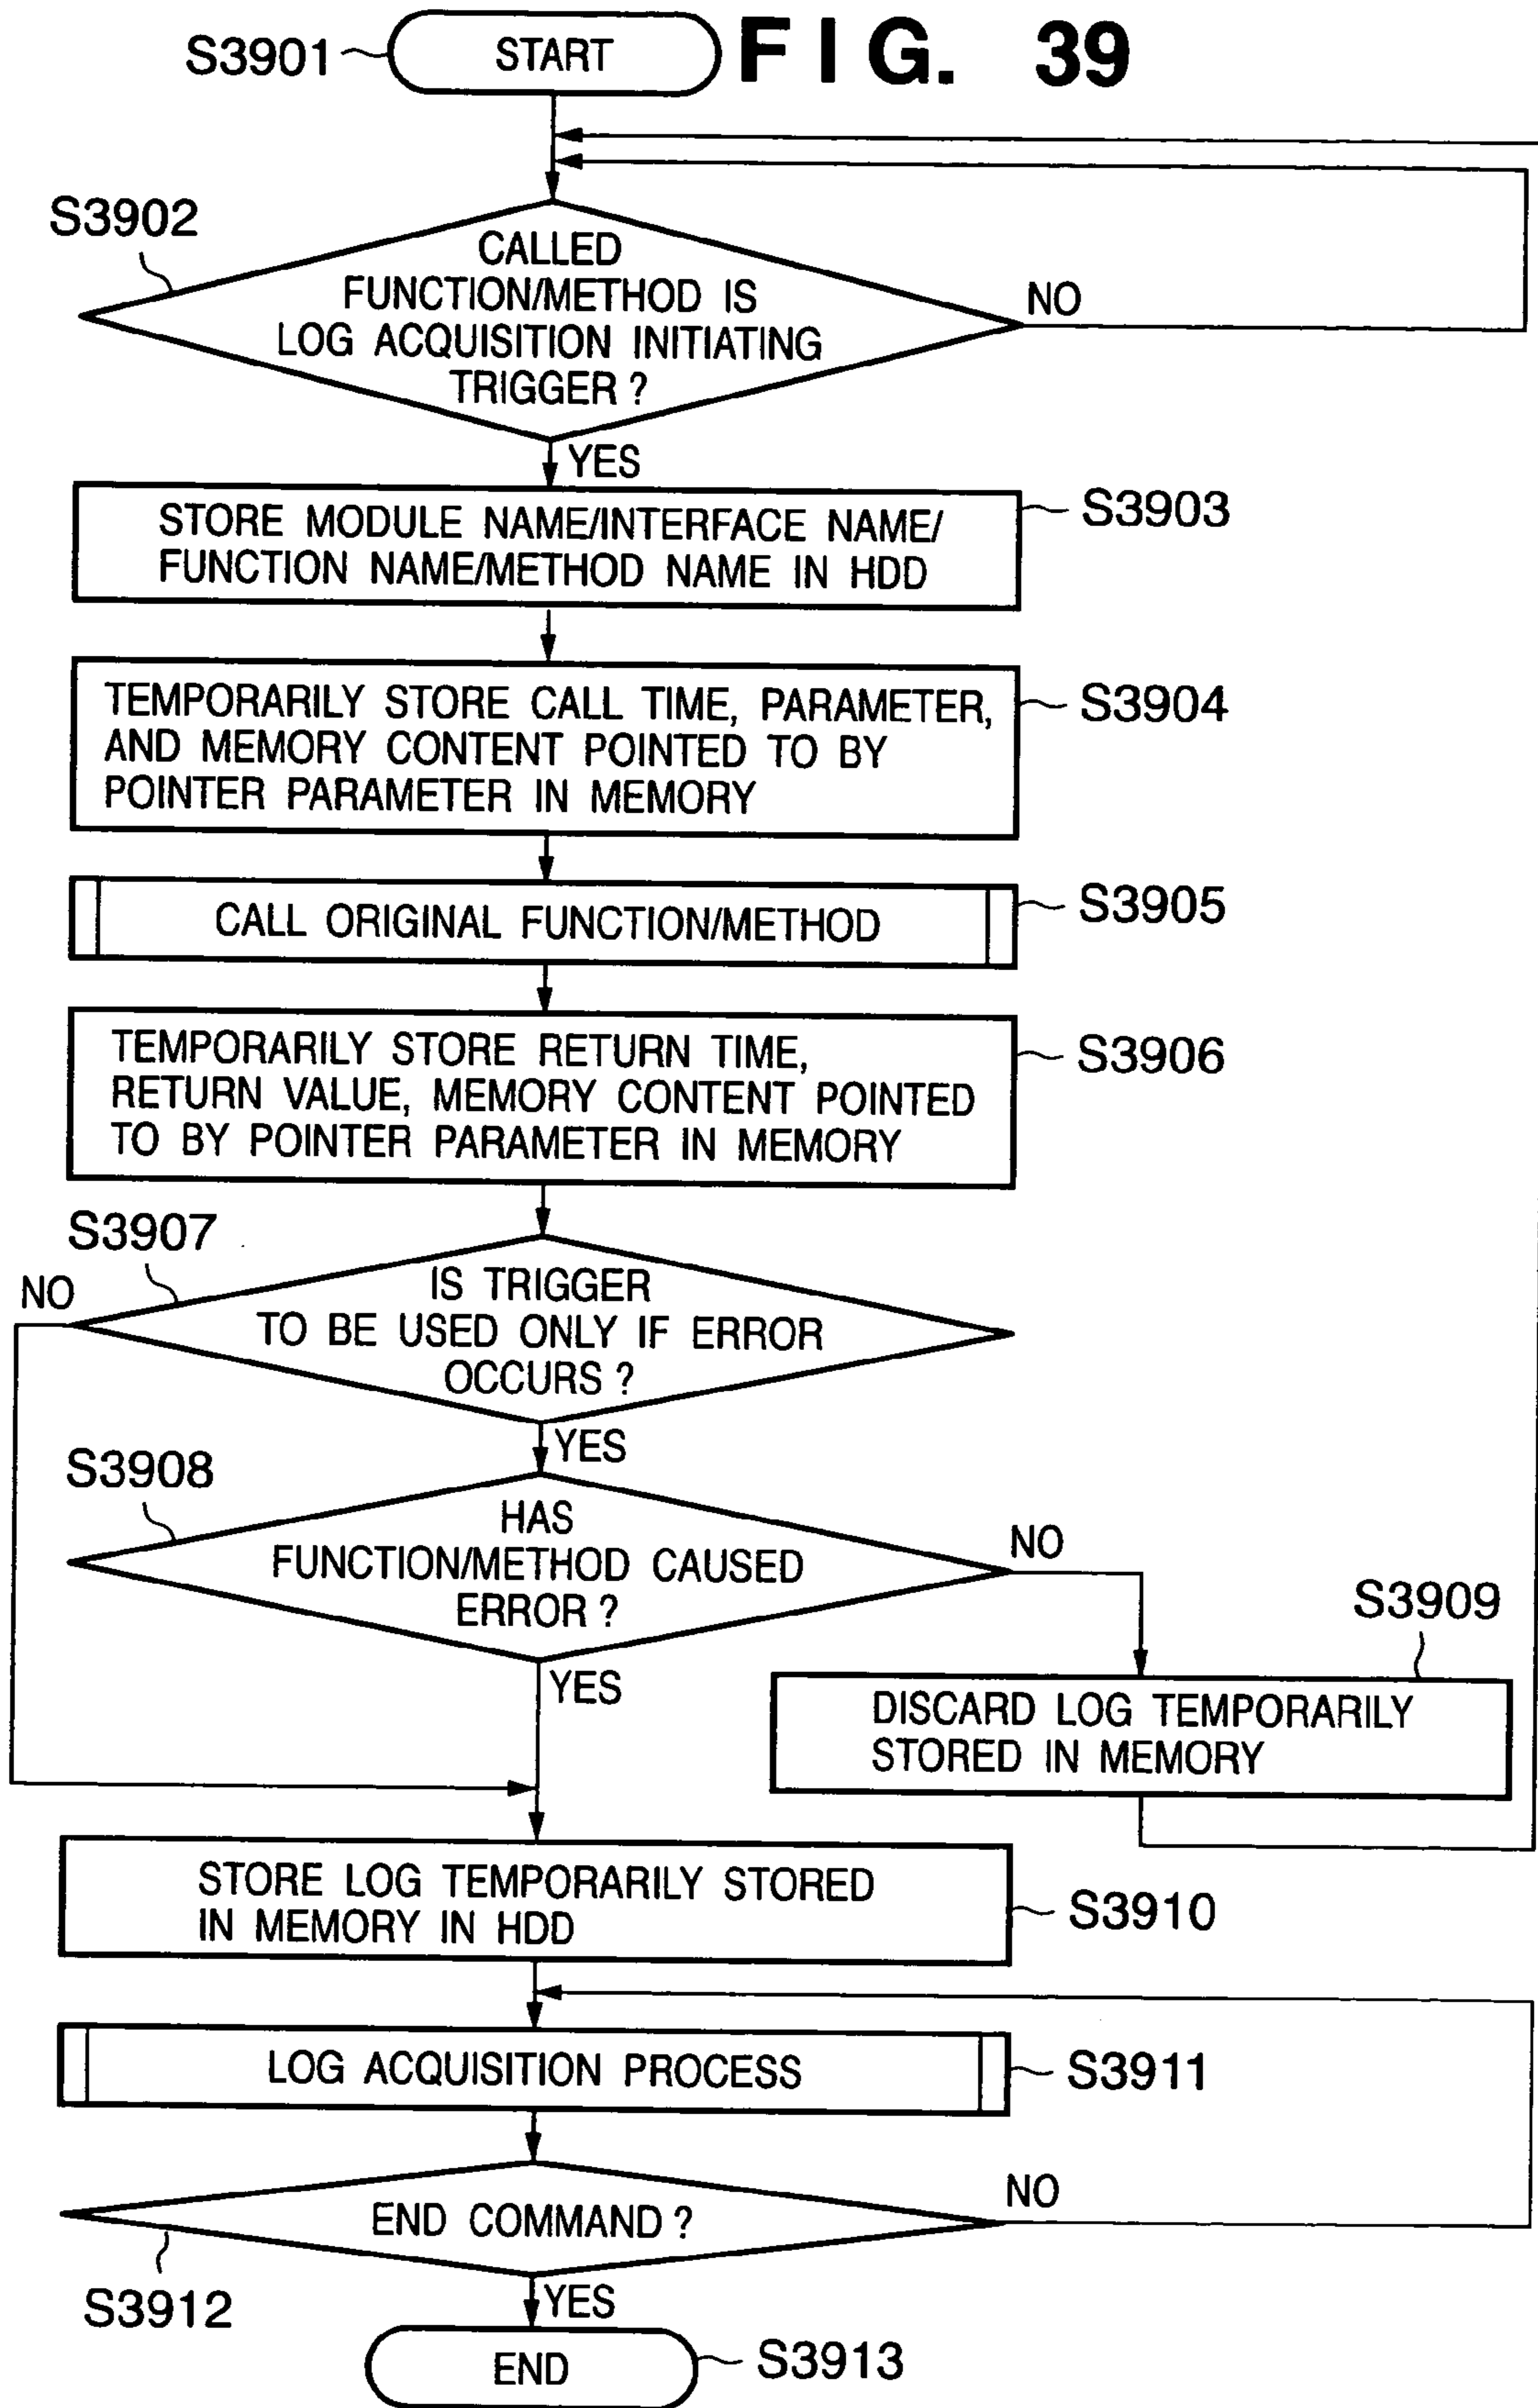 S3901
START
FIG. 39
S3902
CALLED
FUNCTION/METHOD IS
LOG ACQUISITION INITIATING
TRIGGER ?
NO
YES
STORE MODULE NAME/INTERFACE NAME/
FUNCTION NAME/METHOD NAME IN HDD
S3903
TEMPORARILY STORE CALL TIME, PARAMETER,
AND MEMORY CONTENT POINTED TO BY
POINTER PARAMETER IN MEMORY
S3904
CALL ORIGINAL FUNCTION/METHOD
S3905
TEMPORARILY STORE RETURN TIME,
RETURN VALUE, MEMORY CONTENT POINTED
TO BY POINTER PARAMETER IN MEMORY
S3906
S3907
NO
IS TRIGGER
TO BE USED ONLY IF ERROR
OCCURS ?
YES
S3908
HAS
FUNCTION/METHOD CAUSED
ERROR ?
NO
YES
S3909
DISCARD LOG TEMPORARILY
STORED IN MEMORY
STORE LOG TEMPORARILY STORED
IN MEMORY IN HDD
S3910
LOG ACQUISITION PROCESS
S3911
END COMMAND ?
NO
S3912
YES
END
S3913